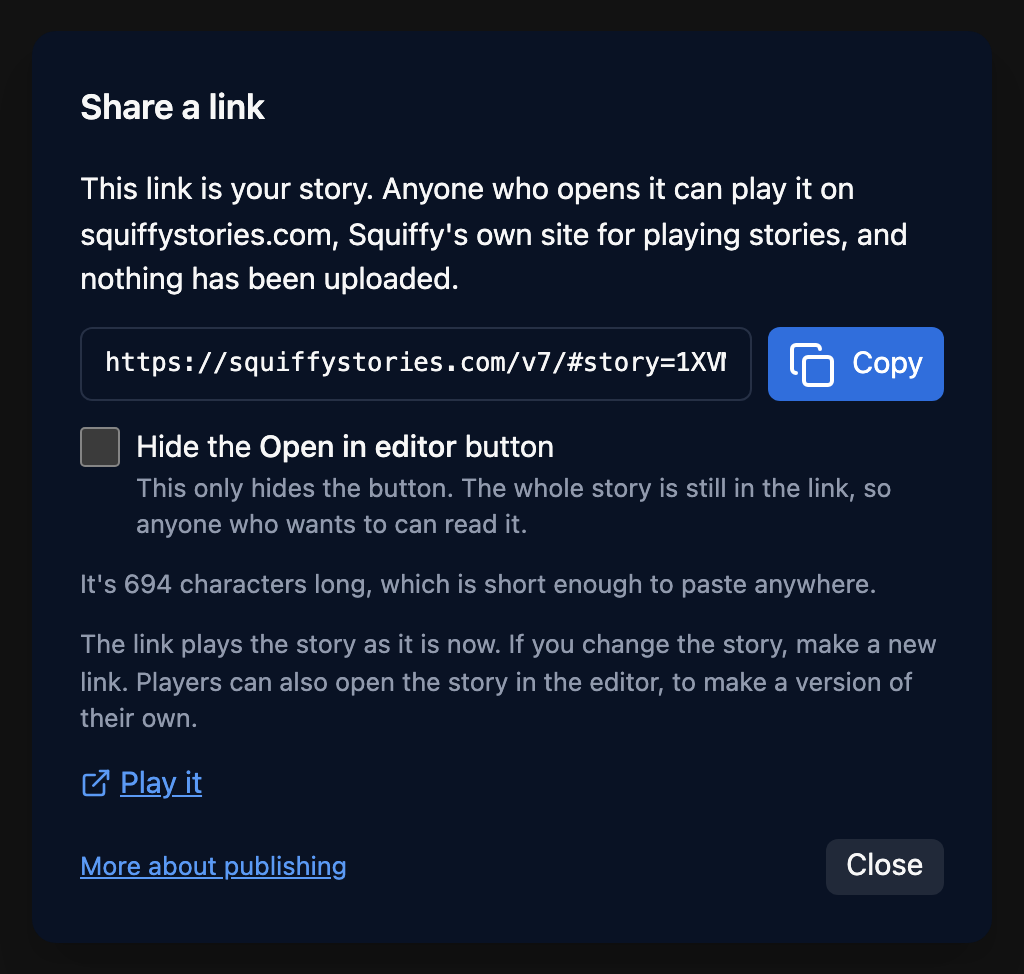 Share a link
This link is your story. Anyone who opens it can play it on
squiffystories.com, Squiffy's own site for playing stories, and
nothing has been uploaded.
https://squiffystories.com/v7/#story=1XV
Copy
Hide the Open in editor button
This only hides the button. The whole story is still in the link, so
anyone who wants to can read it.
It's 694 characters long, which is short enough to paste anywhere.
The link plays the story as it is now. If you change the story, make a new
link. Players can also open the story in the editor, to make a version of
their own.
Play it
More about publishing
Close